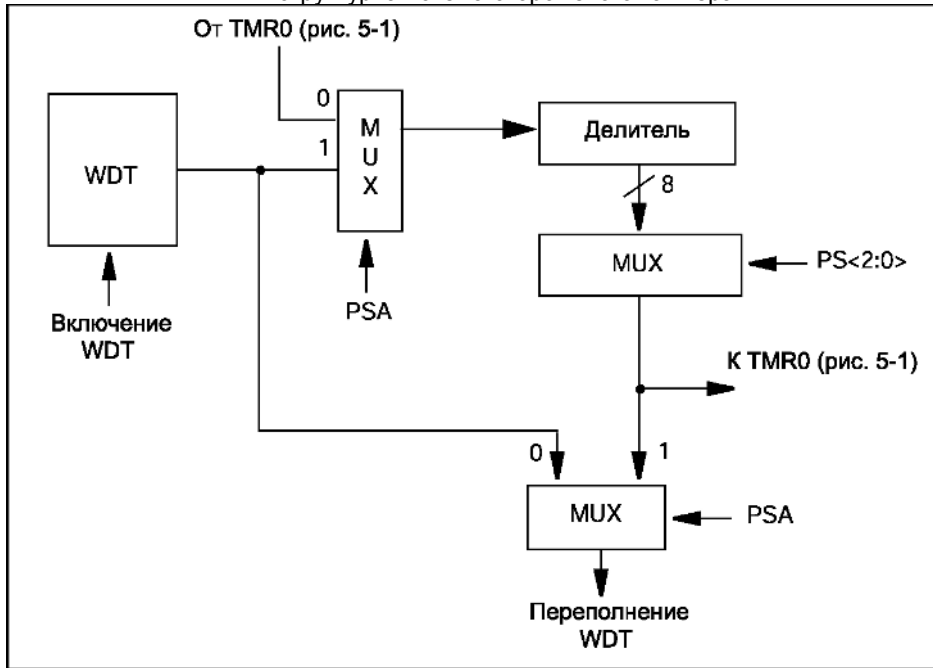 От TMR0 (рис. 5-1)
0
1
M
U
X
WDT
Делитель
8
MUX
PS<2:0>
PSA
Включение
WDT
К TMR0 (рис. 5-1)
0
1
MUX
PSA
Переполнение
WDT